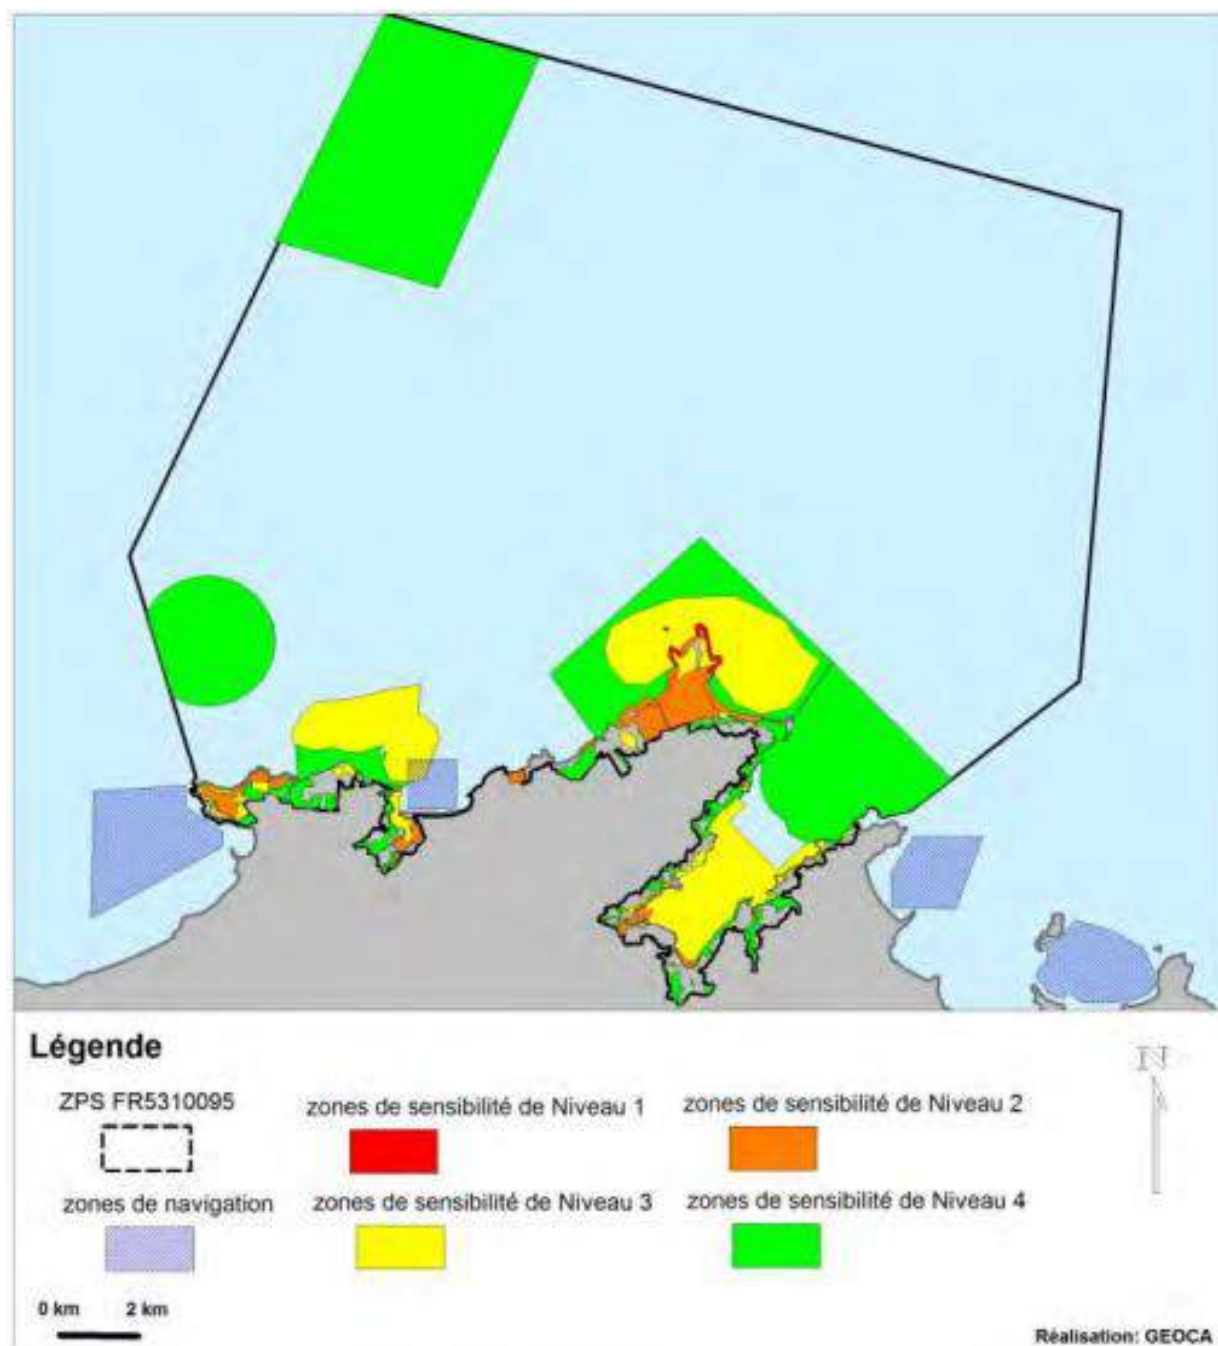 Légende
N
ZPS FR5310095
zones de sensibilité de Niveau 1
zones de sensibilité de Niveau 2
zones de navigation
zones de sensibilité de Niveau 3
zones de sensibilité de Niveau 4
0 km 2 km
Réalisation: GEOCA